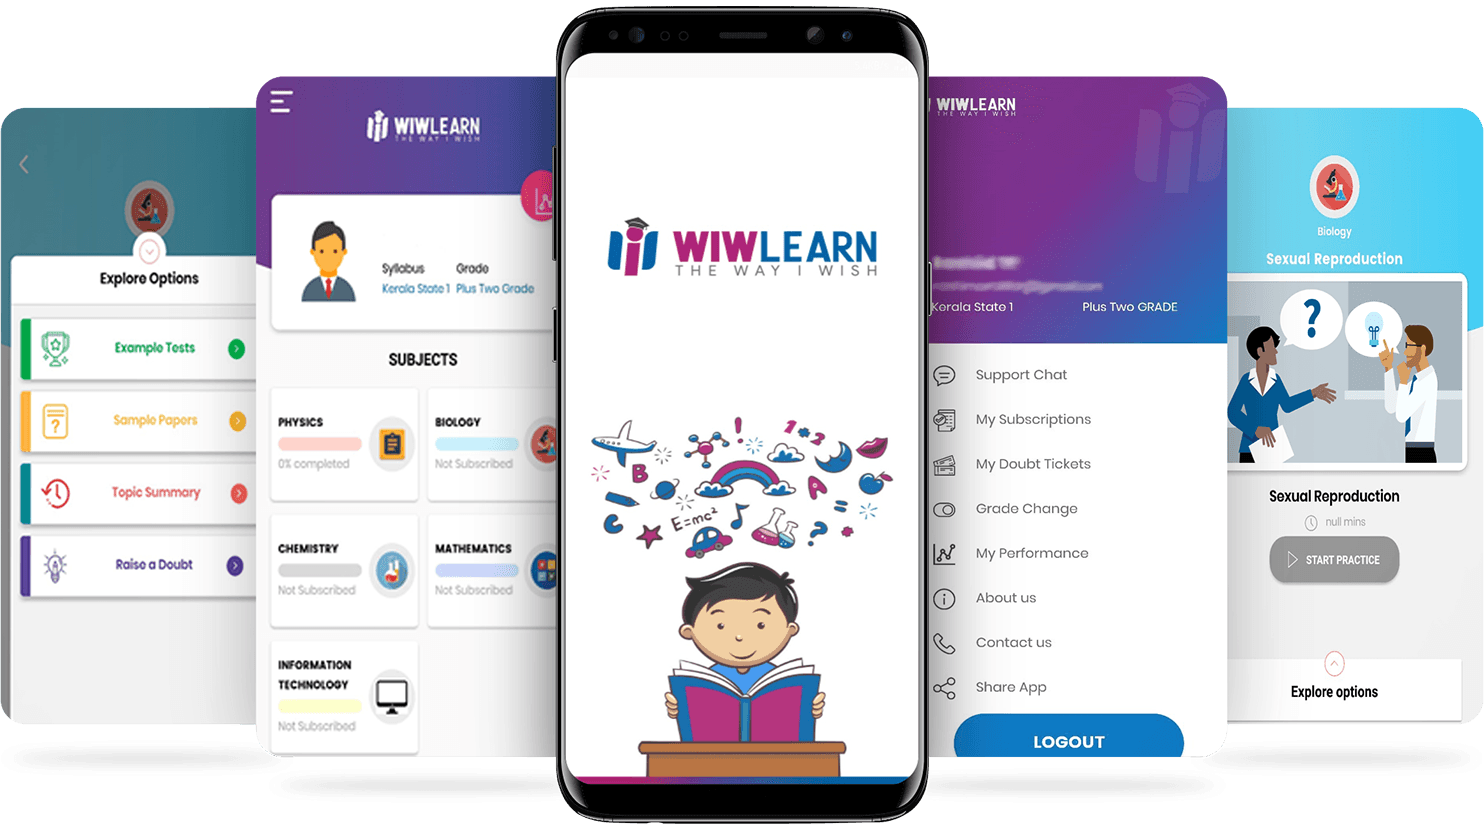 Explore Options
Example Tests
Sample Papers
Topic Summary
Raise a Doubt
WIWLEARN
THE WAY I WISH
Syllabus Grade
Kerala State 1 Plus Two Grade
SUBJECTS
PHYSICS
0% completed
BIOLOGY
Not Subscribed
CHEMISTRY
Not Subscribed
MATHEMATICS
Not Subscribed
INFORMATION
TECHNOLOGY
Not Subscribed
WIWLEARN
THE WAY I WISH
! 1*2
B
A
C
E=mc²
?
=
*
WIWLEARN
THE WAY I WISH
Kerala State 1 Plus Two GRADE
Support Chat
My Subscriptions
My Doubt Tickets
Grade Change
My Performance
About us
Contact us
Share App
LOGOUT
Biology
Sexual Reproduction
?
Sexual Reproduction
null mins
START PRACTICE
Explore options